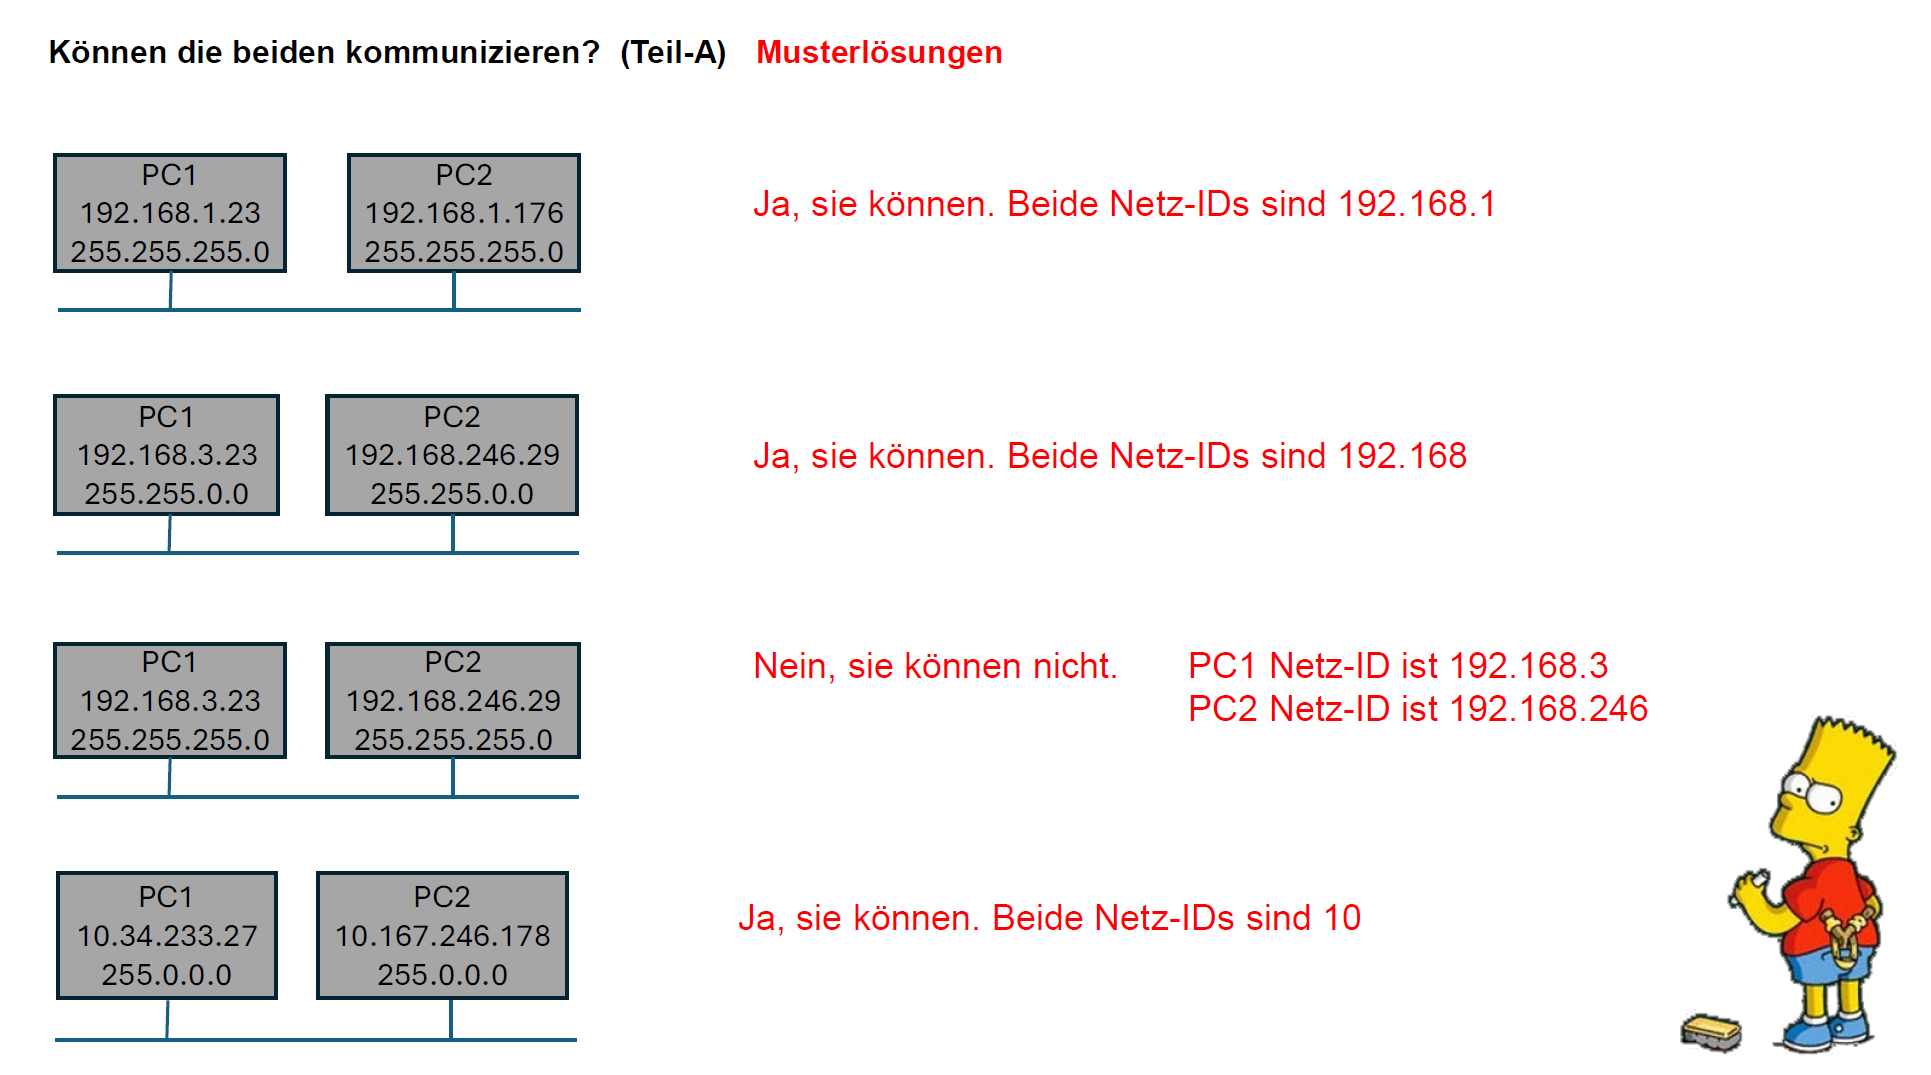 Können die beiden kommunizieren? (Teil-A) Musterlösungen
PC1
192.168.1.23
255.255.255.0
PC2
192.168.1.176
255.255.255.0
Ja, sie können. Beide Netz-IDs sind 192.168.1
PC1
192.168.3.23
255.255.0.0
PC2
192.168.246.29
255.255.0.0
Ja, sie können. Beide Netz-IDs sind 192.168
PC1
192.168.3.23
255.255.255.0
PC2
192.168.246.29
255.255.255.0
Nein, sie können nicht.
PC1 Netz-ID ist 192.168.3
PC2 Netz-ID ist 192.168.246
PC1
10.34.233.27
255.0.0.0
PC2
10.167.246.178
255.0.0.0
Ja, sie können. Beide Netz-IDs sind 10